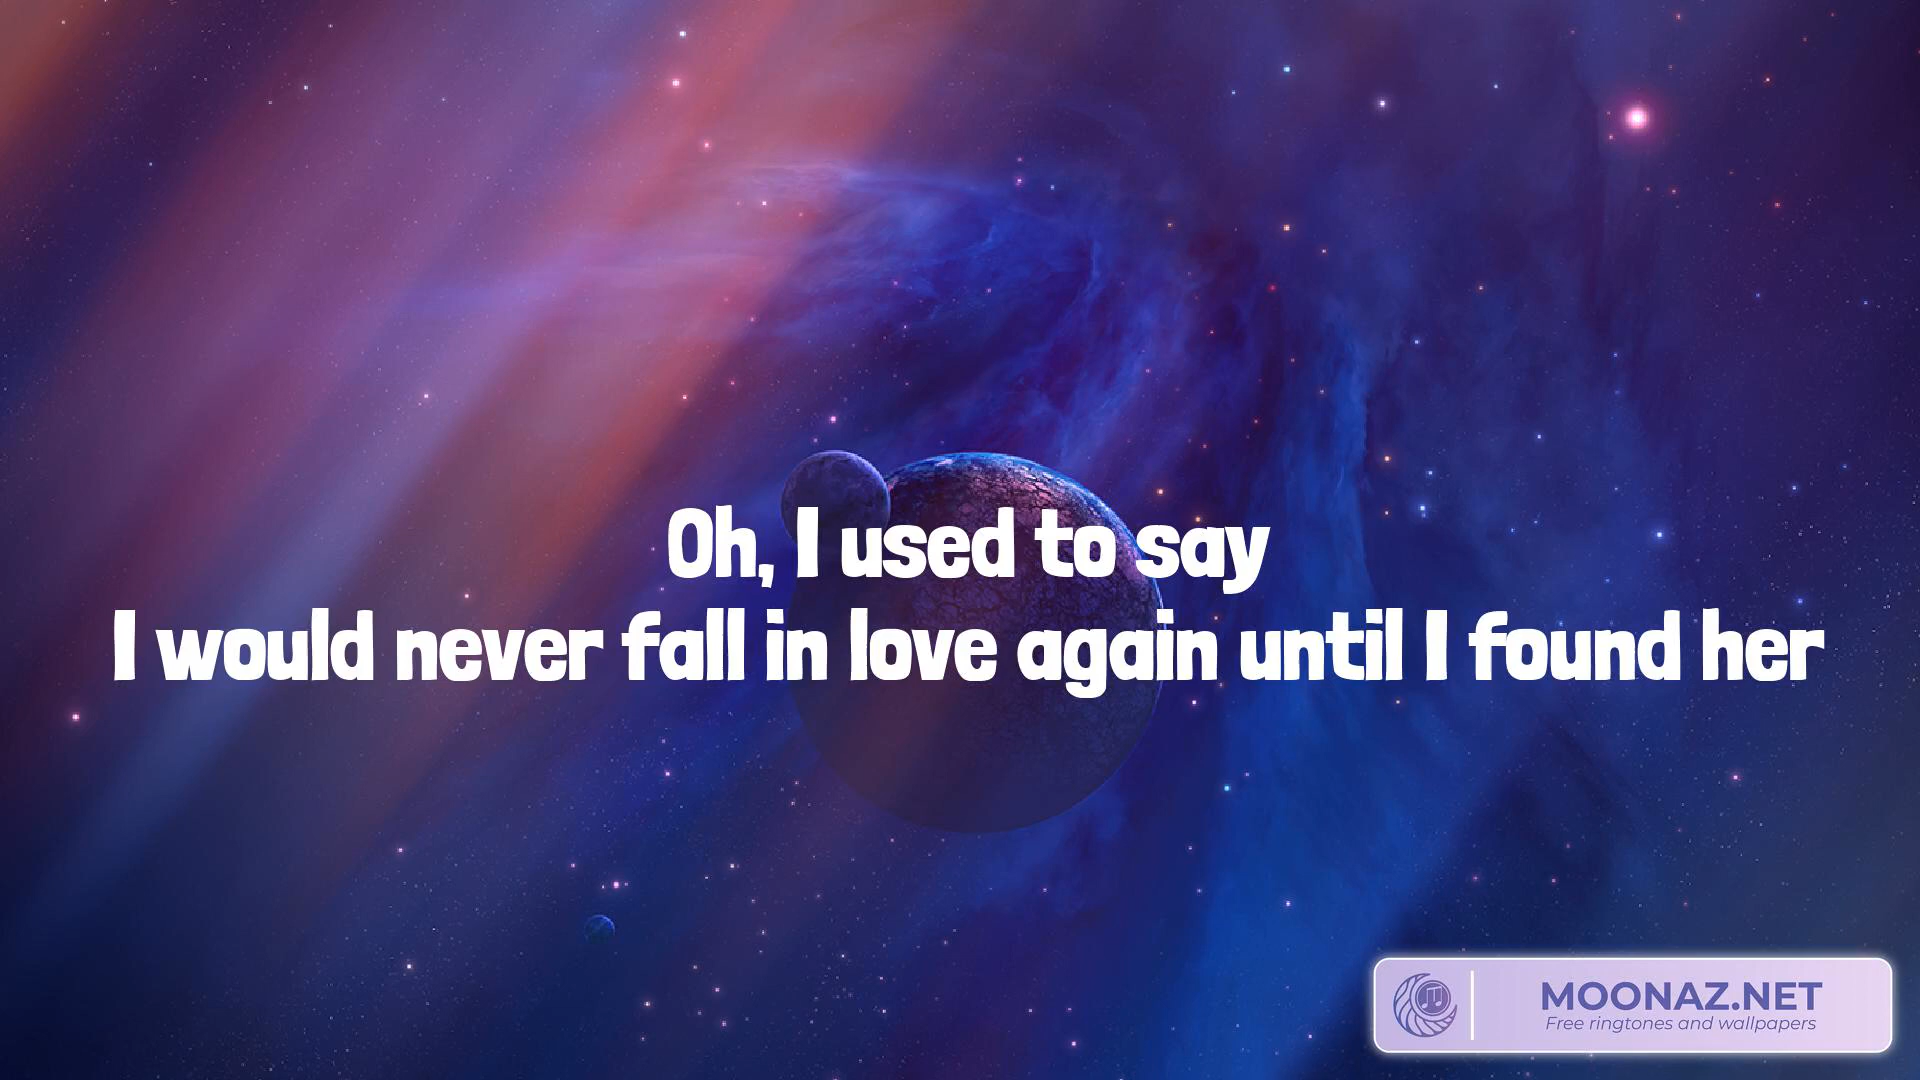 Oh, I used to say
I would never fall in love again until I found her
MOONAZ.NET
Free ringtones and wallpapers